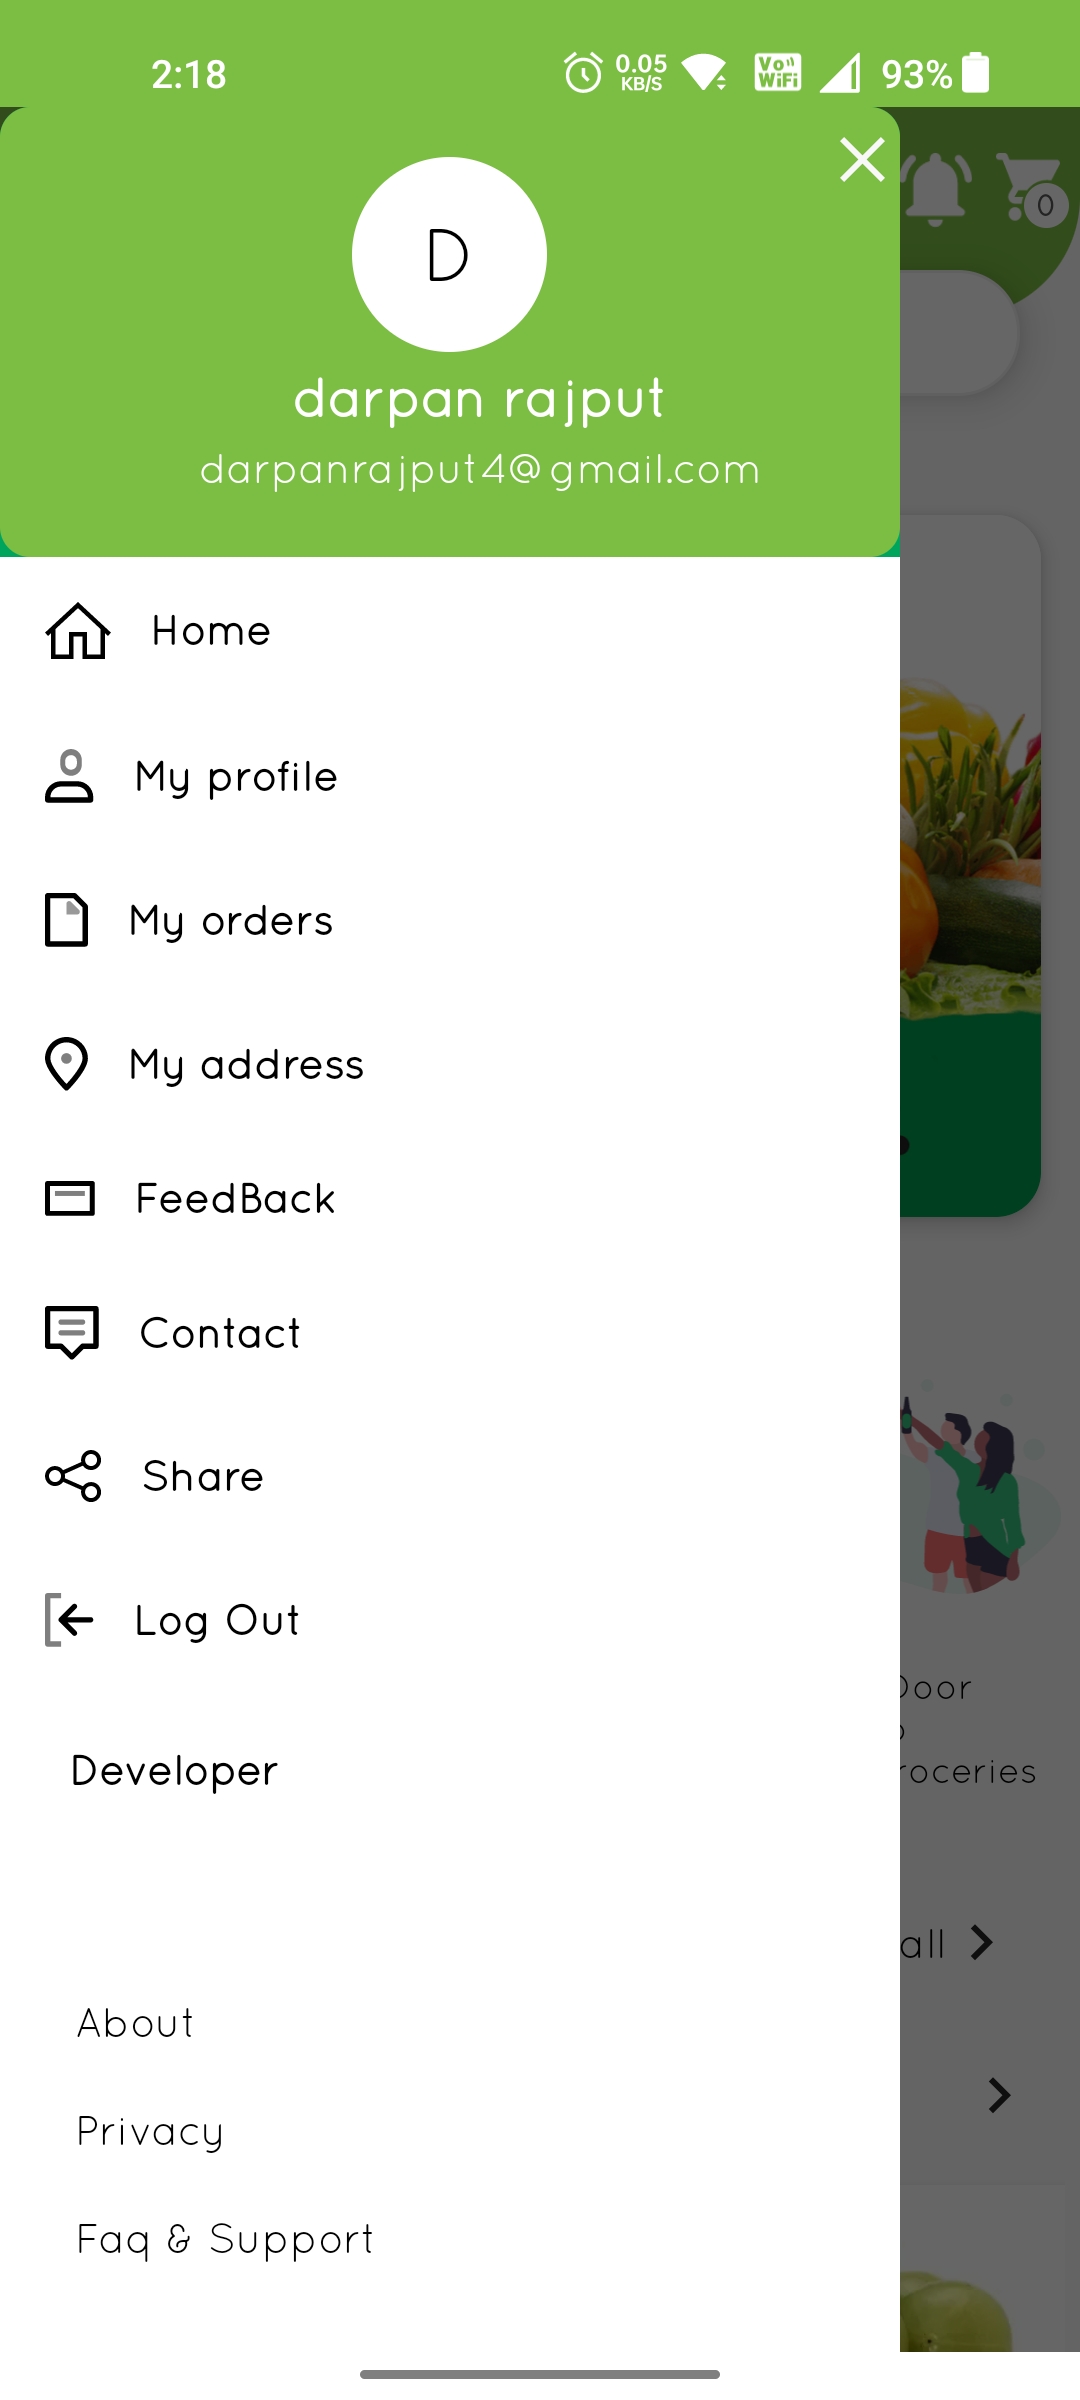 2:18
0.05 KB/S
Vo WiFi
93%
0
D
darpan rajput
darpanrajput4@gmail.com
Home
My profile
My orders
My address
FeedBack
Contact
Share
Log Out
Door
roceries
Developer
all
About
Privacy
Faq & Support